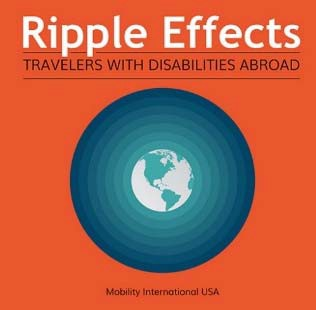 Ripple Effects
TRAVELERS WITH DISABILITIES ABROAD
Mobility International USA